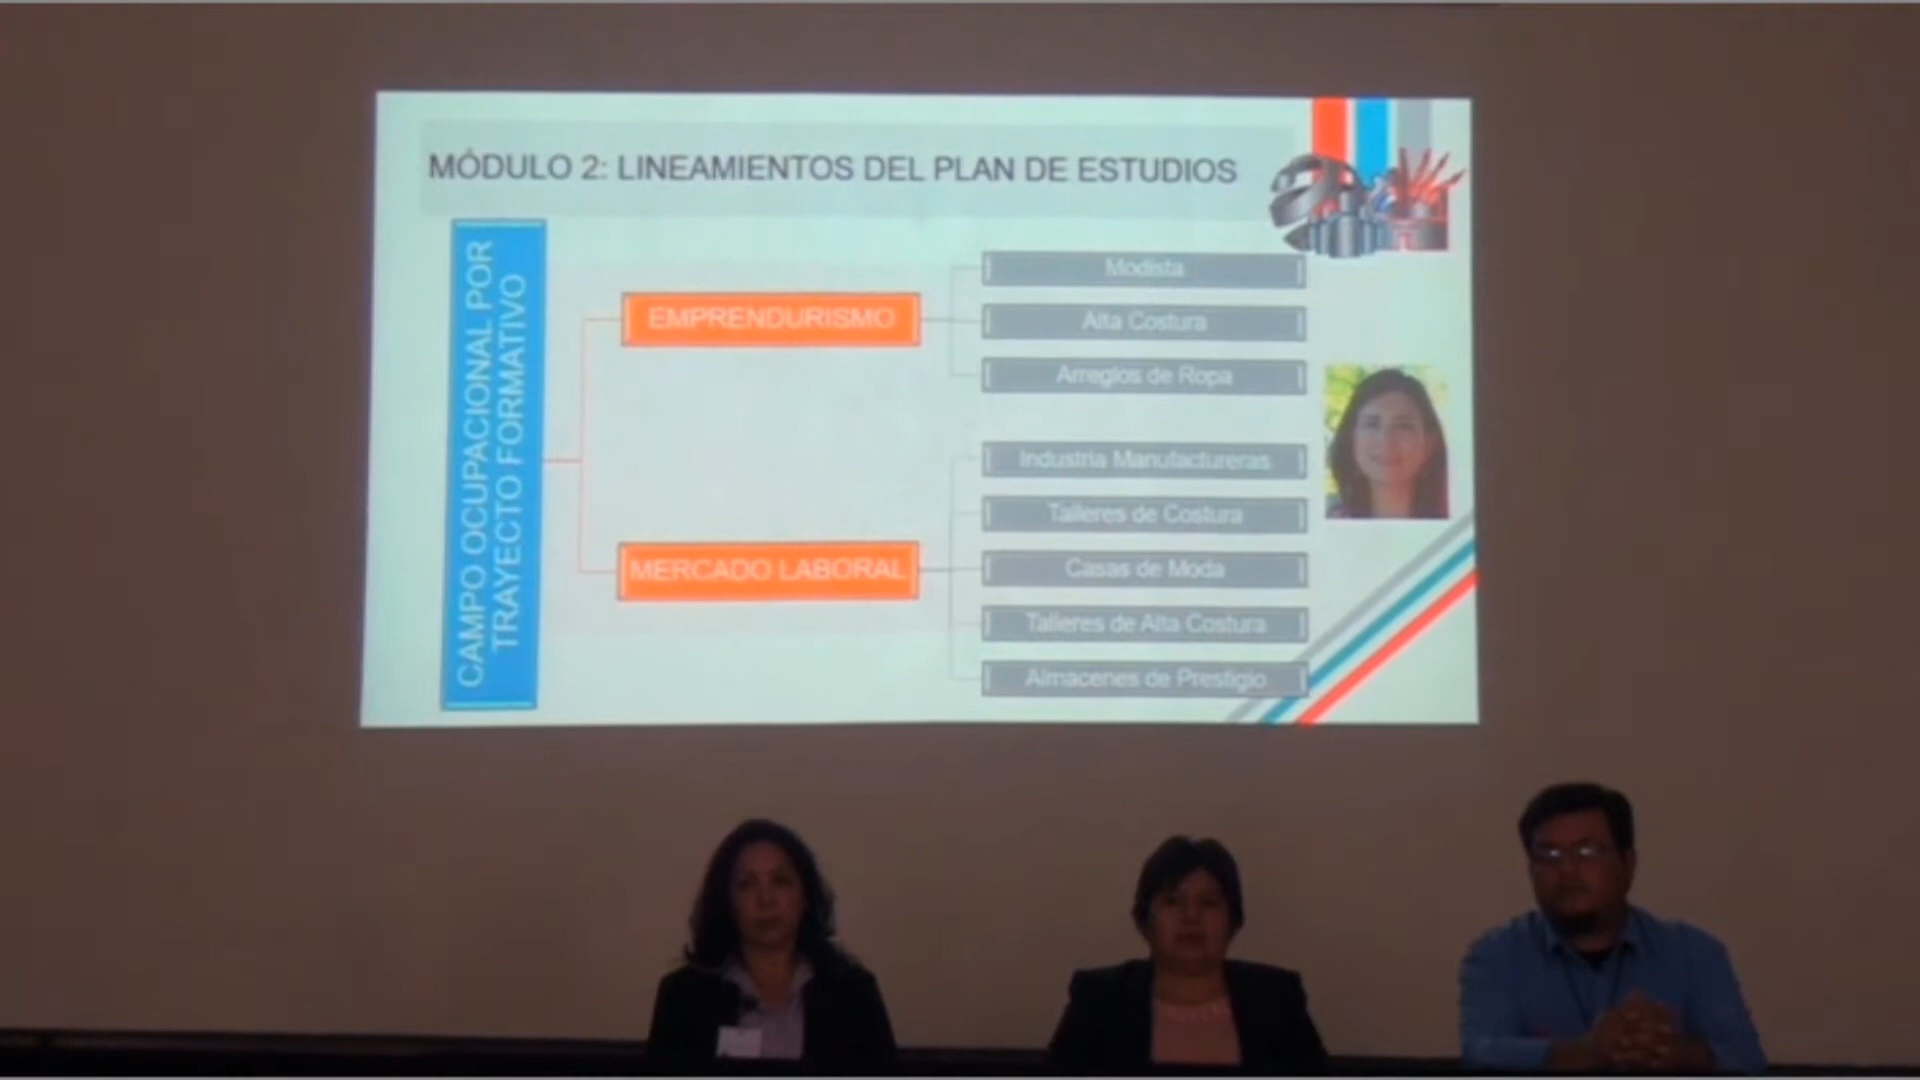 MÓDULO 2: LINEAMIENTOS DEL PLAN DE ESTUDIOS
CAMPO OCUPACIONAL POR
TRAYECTO FORMATIVO
EMPRENDURISMO
Modista
Alta Costura
Arreglos de Ropa
MERCADO LABORAL
Industria Manufactureras
Talleres de Costura
Casas de Moda
Talleres de Alta Costura
Almacenes de Prestigio